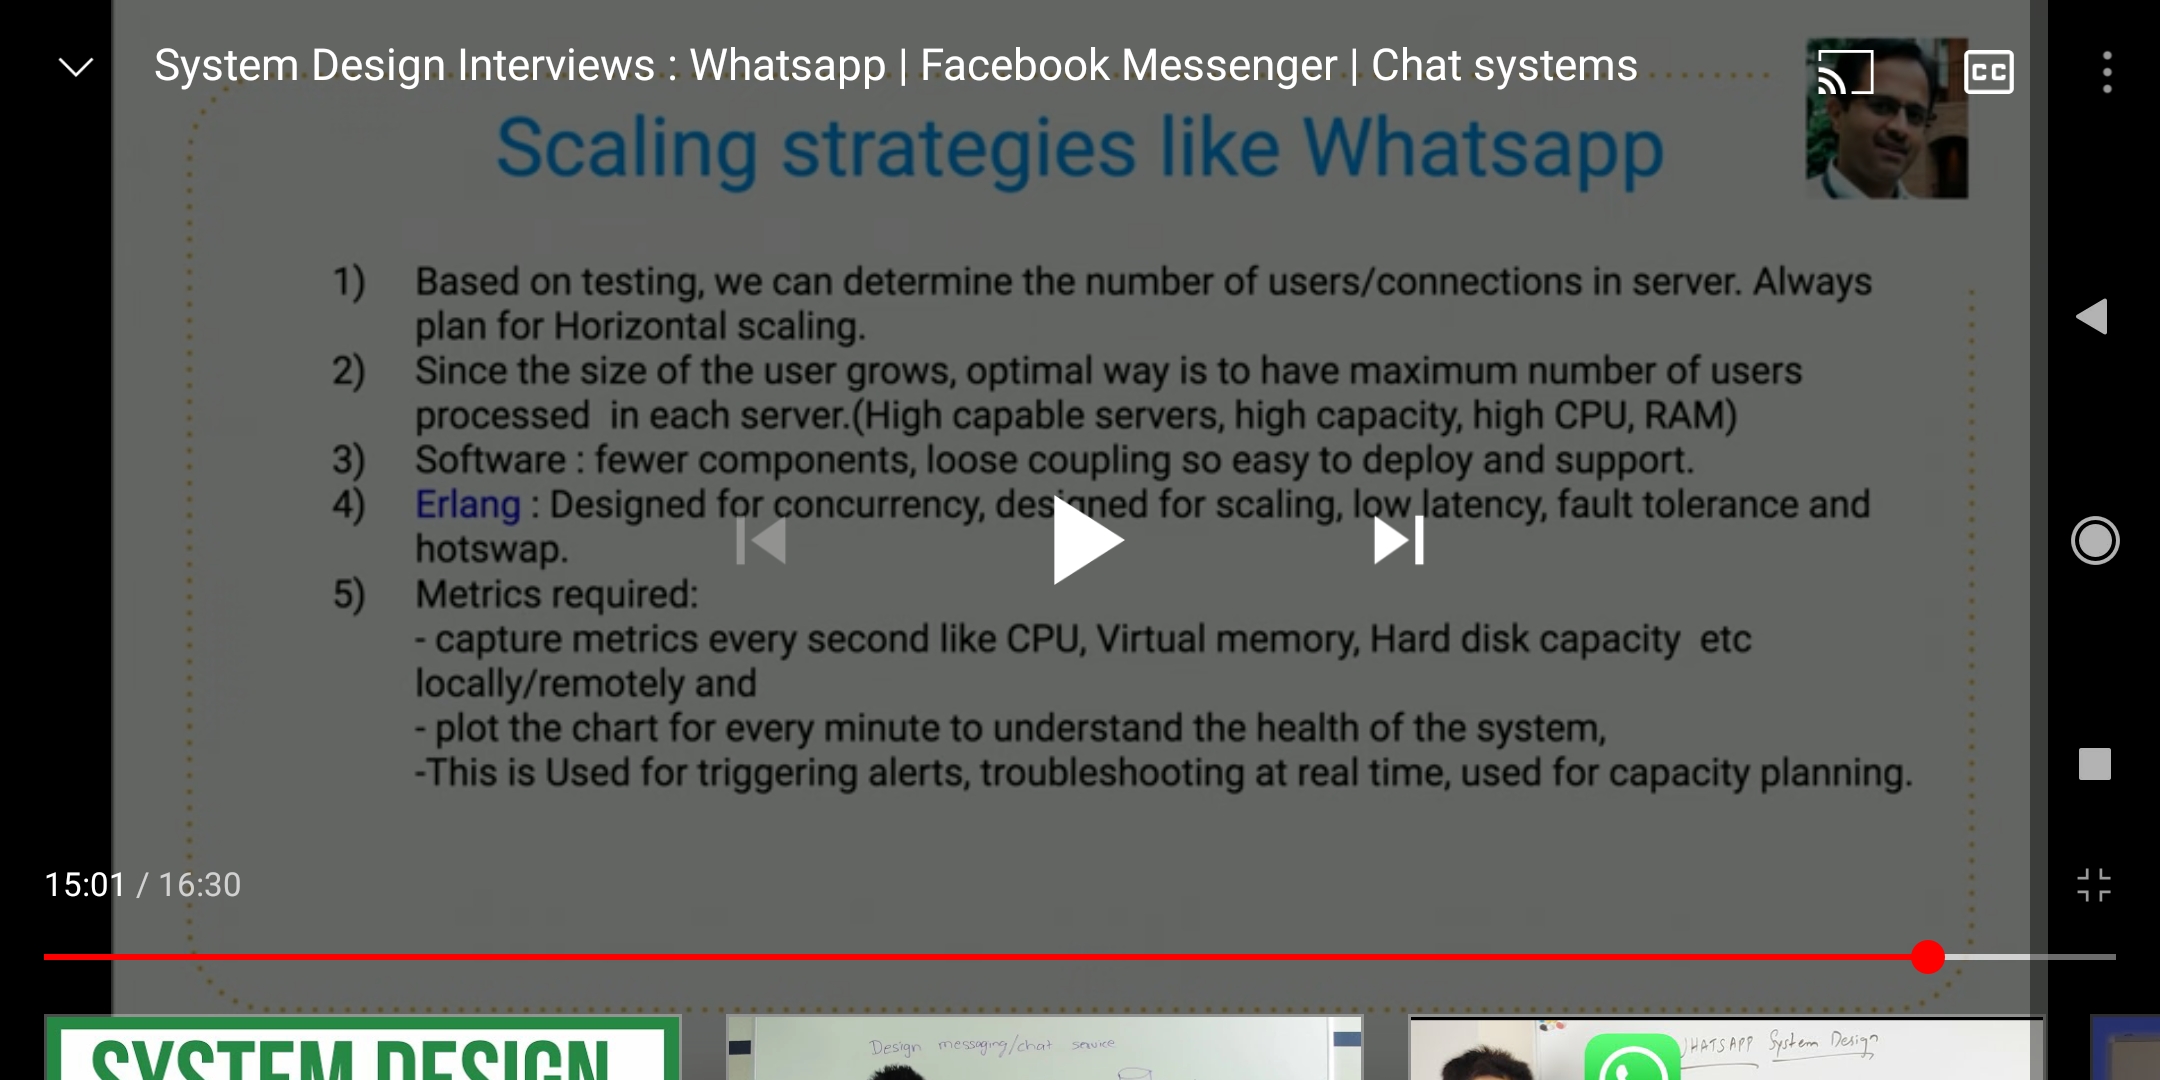 System Design Interviews : Whatsapp | Facebook Messenger | Chat systems
CC
Scaling strategies like Whatsapp
1) Based on testing, we can determine the number of users/connections in server. Always
plan for Horizontal scaling.
2) Since the size of the user grows, optimal way is to have maximum number of users
processed in each server.(High capable servers, high capacity, high CPU, RAM)
3) Software : fewer components, loose coupling so easy to deploy and support.
4) Erlang : Designed for concurrency, designed for scaling, low latency, fault tolerance and
hotswap.
5) Metrics required:
- capture metrics every second like CPU, Virtual memory, Hard disk capacity etc
locally/remotely and
- plot the chart for every minute to understand the health of the system,
-This is Used for triggering alerts, troubleshooting at real time, used for capacity planning.
15:01 / 16:30
SYSTEM DESIGN
Design messaging/chat service
WHATSAPP System Design